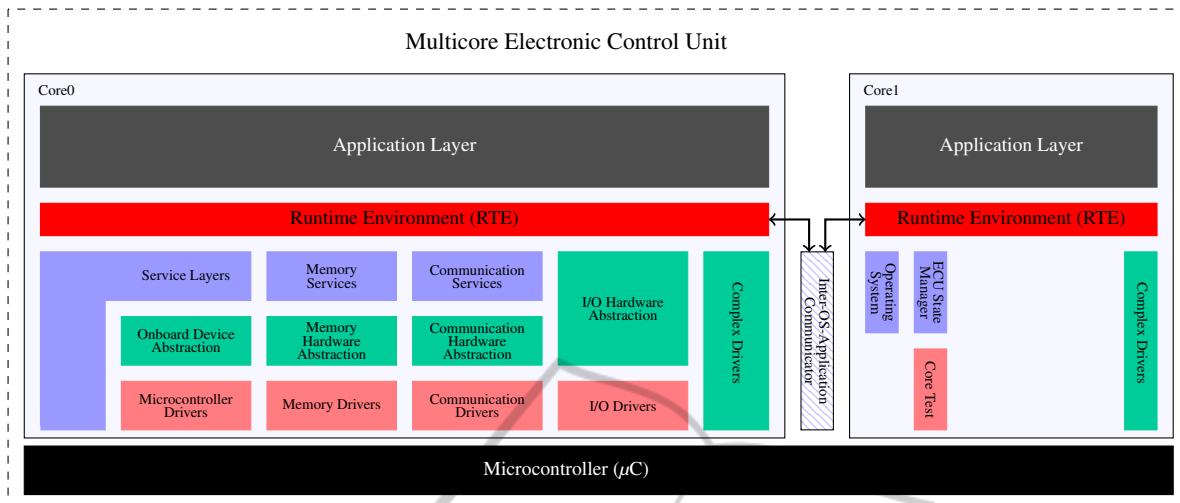 Multicore Electronic Control Unit
Core0
Core1
Application Layer
Application Layer
Runtime Environment (RTE)
Runtime Environment (RTE)
Service Layers
Memory
Services
Communication
Services
I/O Hardware
Abstraction
Complex Drivers
Inter-OS-Application
Communicator
Operating
System
ECU State
Manager
Complex Drivers
Onboard Device
Abstraction
Memory
Hardware
Abstraction
Communication
Hardware
Abstraction
Core Test
Microcontroller
Drivers
Memory Drivers
Communication
Drivers
I/O Drivers
Microcontroller (μC)